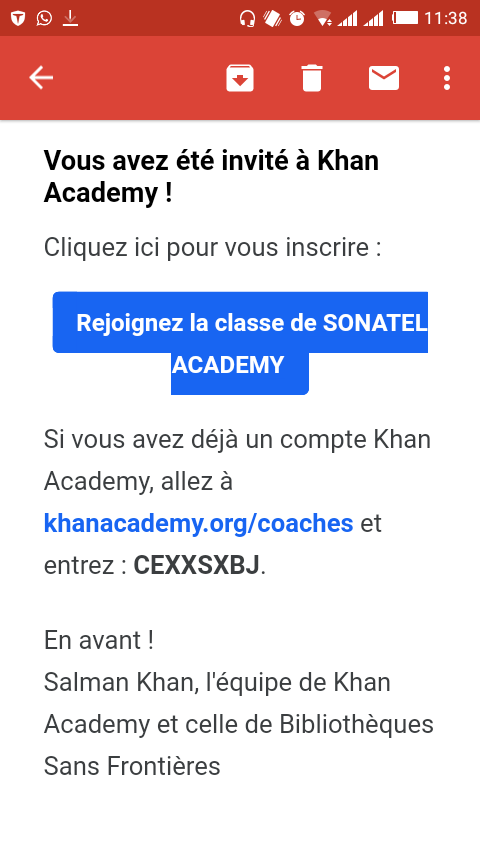 11:38
Vous avez été invité à Khan
Academy !
Cliquez ici pour vous inscrire :
Rejoignez la classe de SONATEL
ACADEMY
Si vous avez déjà un compte Khan
Academy, allez à
khanacademy.org/coaches et
entrez : CEXXSXBJ.
En avant !
Salman Khan, l'équipe de Khan
Academy et celle de Bibliothèques
Sans Frontières